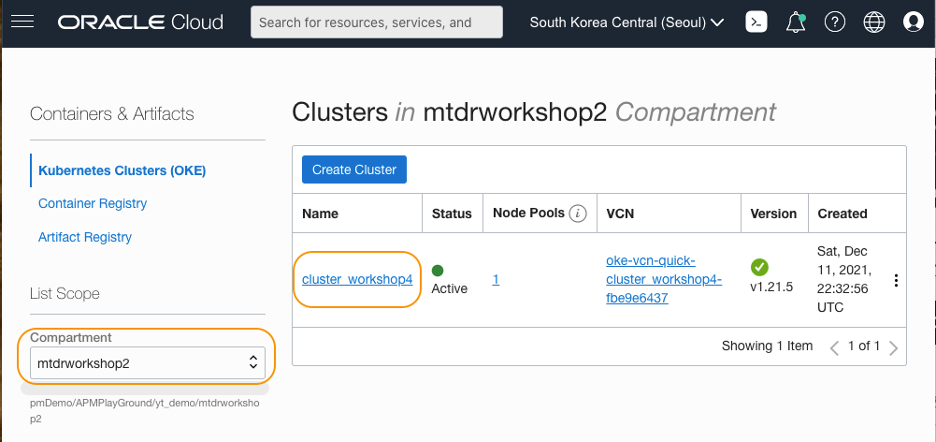 ORACLE Cloud
Search for resources, services, and
South Korea Central (Seoul)
Containers & Artifacts
Kubernetes Clusters (OKE)
Container Registry
Artifact Registry
List Scope
Compartment
mtdrworkshop2
pmDemo/APMPlayGround/yt_demo/mtdrworksho
p2
Clusters in mtdrworkshop2 Compartment
Create Cluster
Name Status Node Pools i VCN Version Created
cluster_workshop4
Active
1
oke-vcn-quick-
cluster_workshop4-
fbe9e6437
v1.21.5
Sat, Dec
11, 2021,
22:32:56
UTC
Showing 1 Item 1 of 1